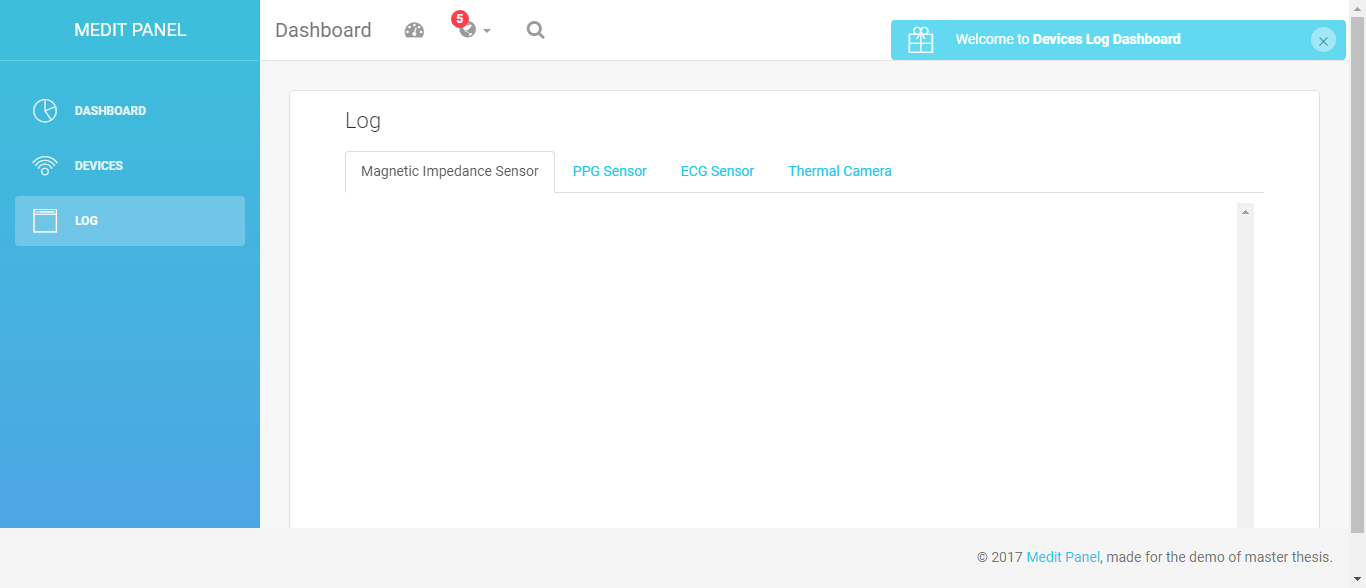 MEDIT PANEL
Dashboard
5
Welcome to Devices Log Dashboard
DASHBOARD
DEVICES
LOG
Log
Magnetic Impedance Sensor PPG Sensor ECG Sensor Thermal Camera
© 2017 Medit Panel, made for the demo of master thesis.